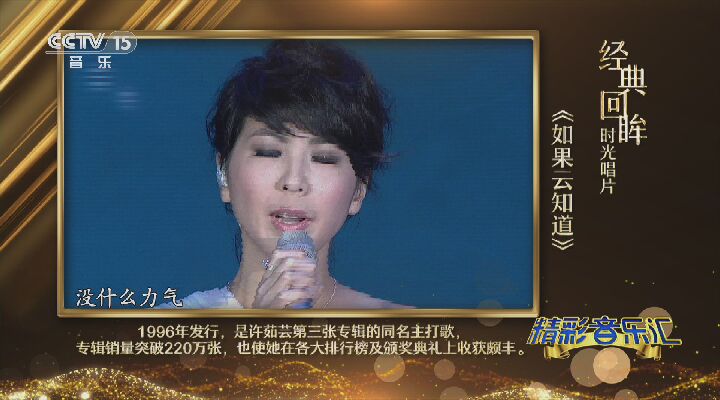 CCTV 15
音乐
经典回眸
时光唱片
《如果云知道》
没什么力气
1996年发行，是许茹芸第三张专辑的同名主打歌，
专辑销量突破220万张，也使她在各大排行榜及颁奖典礼上收获颇丰。
精彩音乐汇